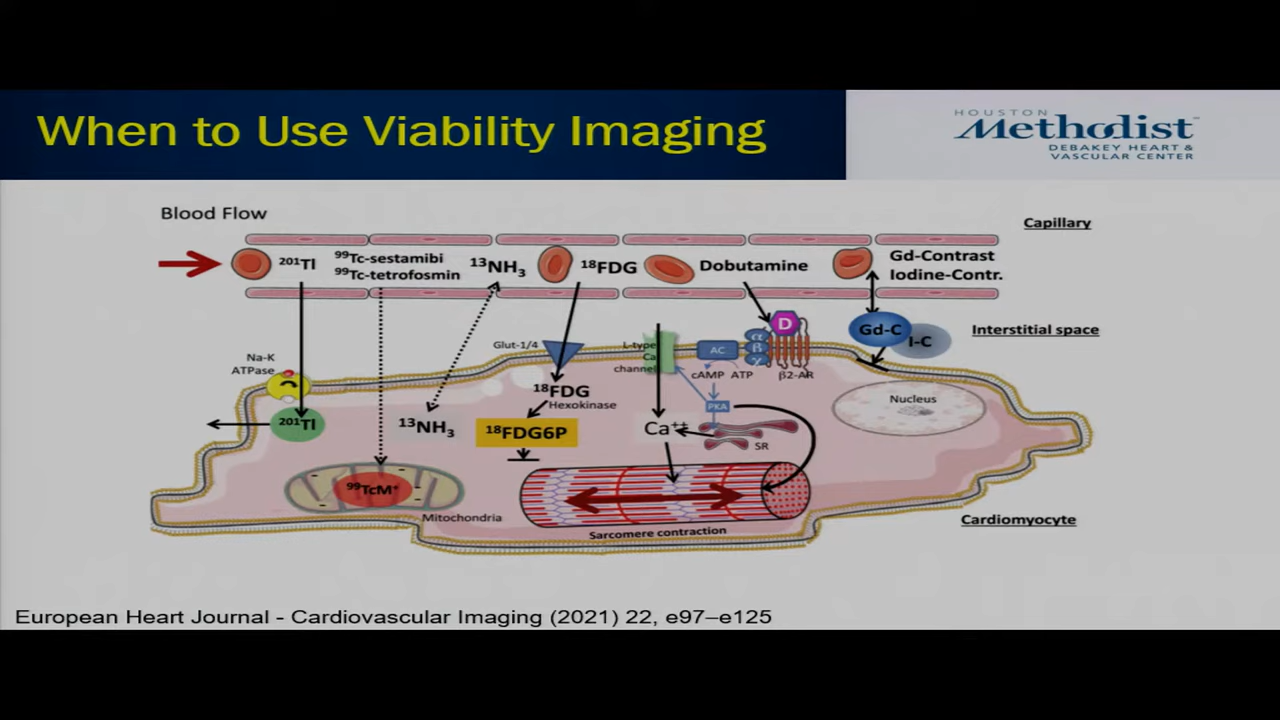 When to Use Viability Imaging
HOUSTON
Methodist
DEBAKEY HEART &
VASCULAR CENTER
Blood Flow
Capillary
²⁰¹Tl
⁹⁹Tc-sestamibi
⁹⁹Tc-tetrofosmin
¹³NH₃
¹⁸FDG
Dobutamine
Gd-Contrast
Iodine-Contr.
Interstitial space
Gd-C
I-C
D
Glut-1/4
L-type
Ca
channel
AC
α
β
γ
cAMP
ATP
β2-AR
Na-K
ATPase
¹⁸FDG
Hexokinase
PKA
Nucleus
²⁰¹Tl
¹³NH₃
¹⁸FDG6P
Ca⁺⁺
SR
⁹⁹TcM⁺
Mitochondria
Sarcomere contraction
Cardiomyocyte
European Heart Journal - Cardiovascular Imaging (2021) 22, e97–e125